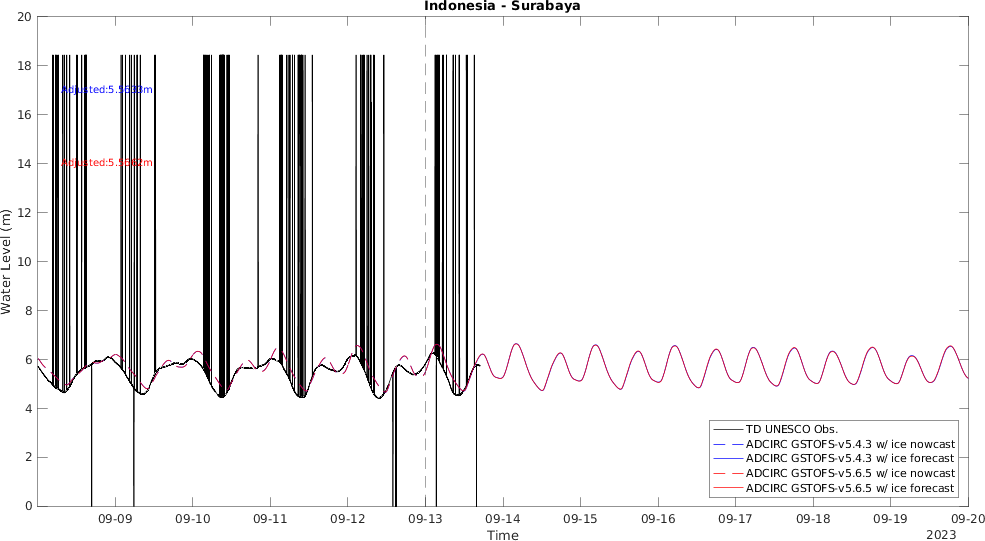 Indonesia - Surabaya
20
18
16
14
12
10
8
6
4
2
0
Water Level (m)
TD UNESCO Obs.
ADCIRC GSTOFS-v5.4.3 w/ ice nowcast
ADCIRC GSTOFS-v5.4.3 w/ ice forecast
ADCIRC GSTOFS-v5.6.5 w/ ice nowcast
ADCIRC GSTOFS-v5.6.5 w/ ice forecast
09-09 09-10 09-11 09-12 09-13 09-14 09-15 09-16 09-17 09-18 09-19 09-20
Time
2023